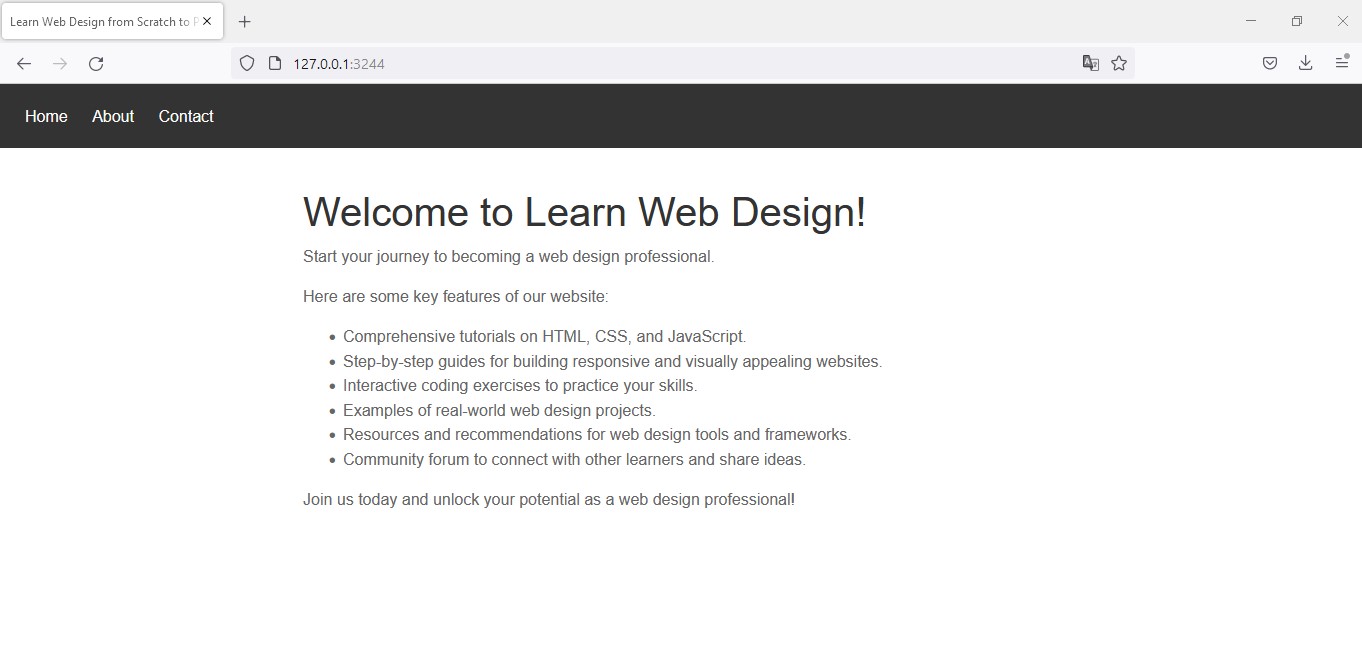 Learn Web Design from Scratch to P
127.0.0.1:3244
Home About Contact
Welcome to Learn Web Design!
Start your journey to becoming a web design professional.
Here are some key features of our website:
• Comprehensive tutorials on HTML, CSS, and JavaScript.
• Step-by-step guides for building responsive and visually appealing websites.
• Interactive coding exercises to practice your skills.
• Examples of real-world web design projects.
• Resources and recommendations for web design tools and frameworks.
• Community forum to connect with other learners and share ideas.
Join us today and unlock your potential as a web design professional!